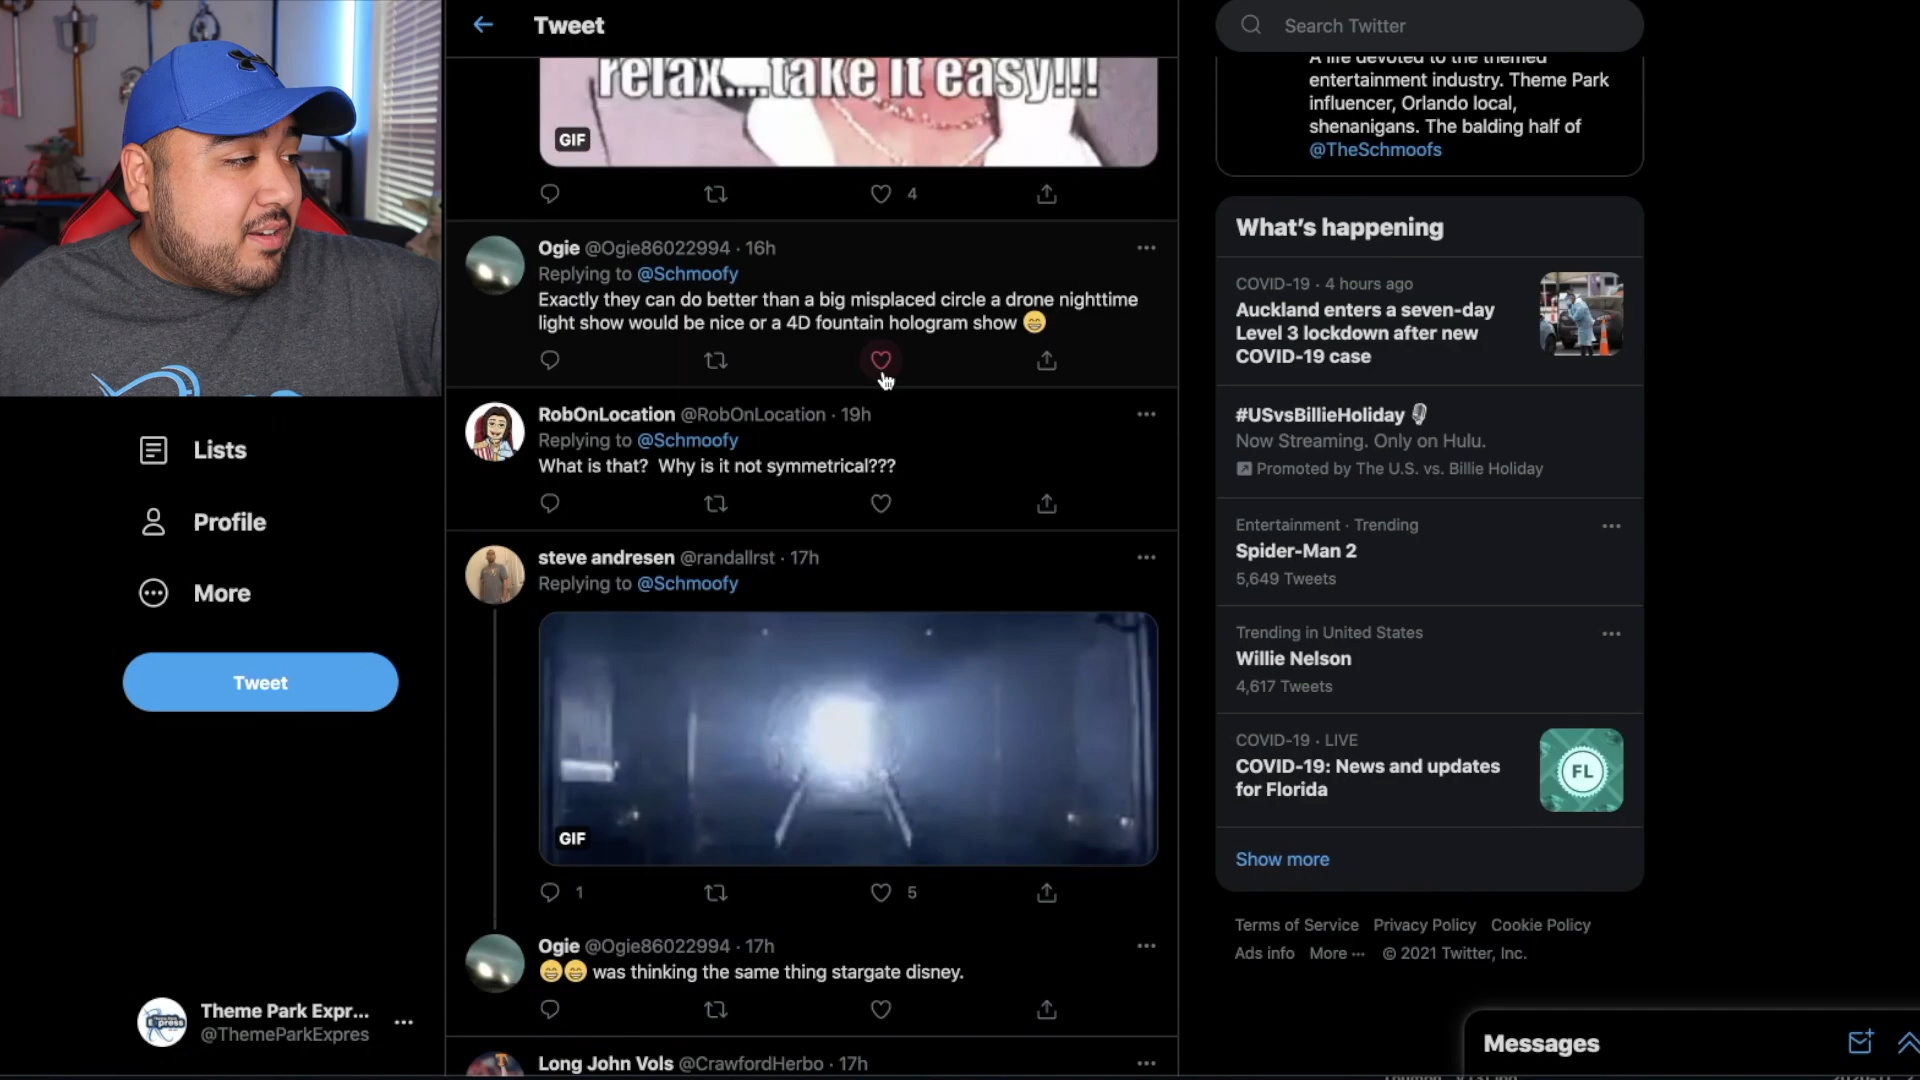 Tweet
Search Twitter
relax....take it easy!!!
GIF
4
A life devoted to the themed
entertainment industry. Theme Park
influencer, Orlando local,
shenanigans. The balding half of
@TheSchmoofs
Ogie @Ogie86022994 · 16h
Replying to @Schmoofy
Exactly they can do better than a big misplaced circle a drone nighttime
light show would be nice or a 4D fountain hologram show 😁
RobOnLocation @RobOnLocation · 19h
Replying to @Schmoofy
What is that? Why is it not symmetrical???
steve andresen @randallrst · 17h
Replying to @Schmoofy
GIF
1
5
Ogie @Ogie86022994 · 17h
😁😁 was thinking the same thing stargate disney.
Long John Vols @CrawfordHerbo · 17h
Lists
Profile
More
Tweet
Theme Park Expr...
@ThemeParkExpres
What's happening
COVID-19 · 4 hours ago
Auckland enters a seven-day
Level 3 lockdown after new
COVID-19 case
#USvsBillieHoliday
Now Streaming. Only on Hulu.
Promoted by The U.S. vs. Billie Holiday
Entertainment · Trending
Spider-Man 2
5,649 Tweets
Trending in United States
Willie Nelson
4,617 Tweets
COVID-19 · LIVE
COVID-19: News and updates
for Florida
FL
Show more
Terms of Service Privacy Policy Cookie Policy
Ads info More ··· © 2021 Twitter, Inc.
Messages